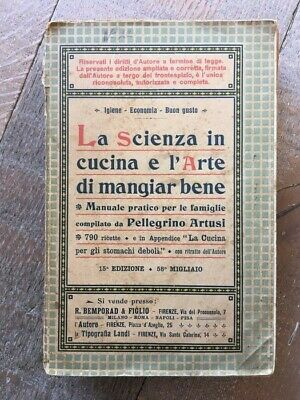 Riservati i diritti d'Autore a termine di legge.
La presente edizione ampliata e corretta, firmata
dall'Autore a tergo del frontespizio, è l'unica
riconosciuta, autorizzata e completa.
Igiene - Economia - Buon gusto
La Scienza in
cucina e l'Arte
di mangiar bene
Manuale pratico per le famiglie
compilato da Pellegrino Artusi
790 ricette e in Appendice "La Cucina
per gli stomachi deboli" con ritratto dell'Autore
15ª EDIZIONE - 58º MIGLIAIO
Si vende presso:
R. BEMPORAD & FIGLIO - FIRENZE, Via del Proconsolo, 7
MILANO - ROMA - NAPOLI - PISA
l'Autore - FIRENZE, Piazza d'Azeglio, 25
la Tipografia Landi - FIRENZE, Via Santa Caterina, 14